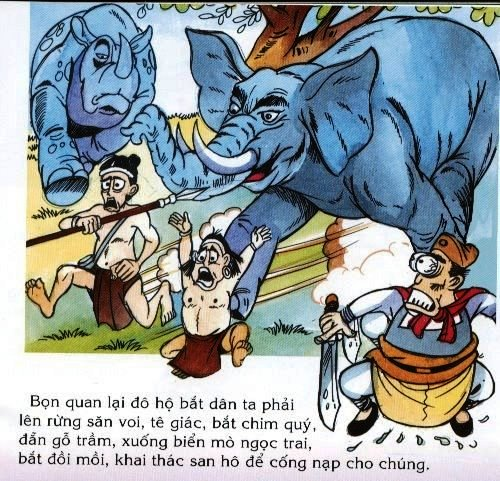 Bọn quan lại đô hộ bắt dân ta phải
lên rừng săn voi, tê giác, bắt chim quý,
đẩn gỗ trầm, xuống biển mò ngọc trai,
bắt đồi mồi, khai thác san hô để cống nạp cho chúng.